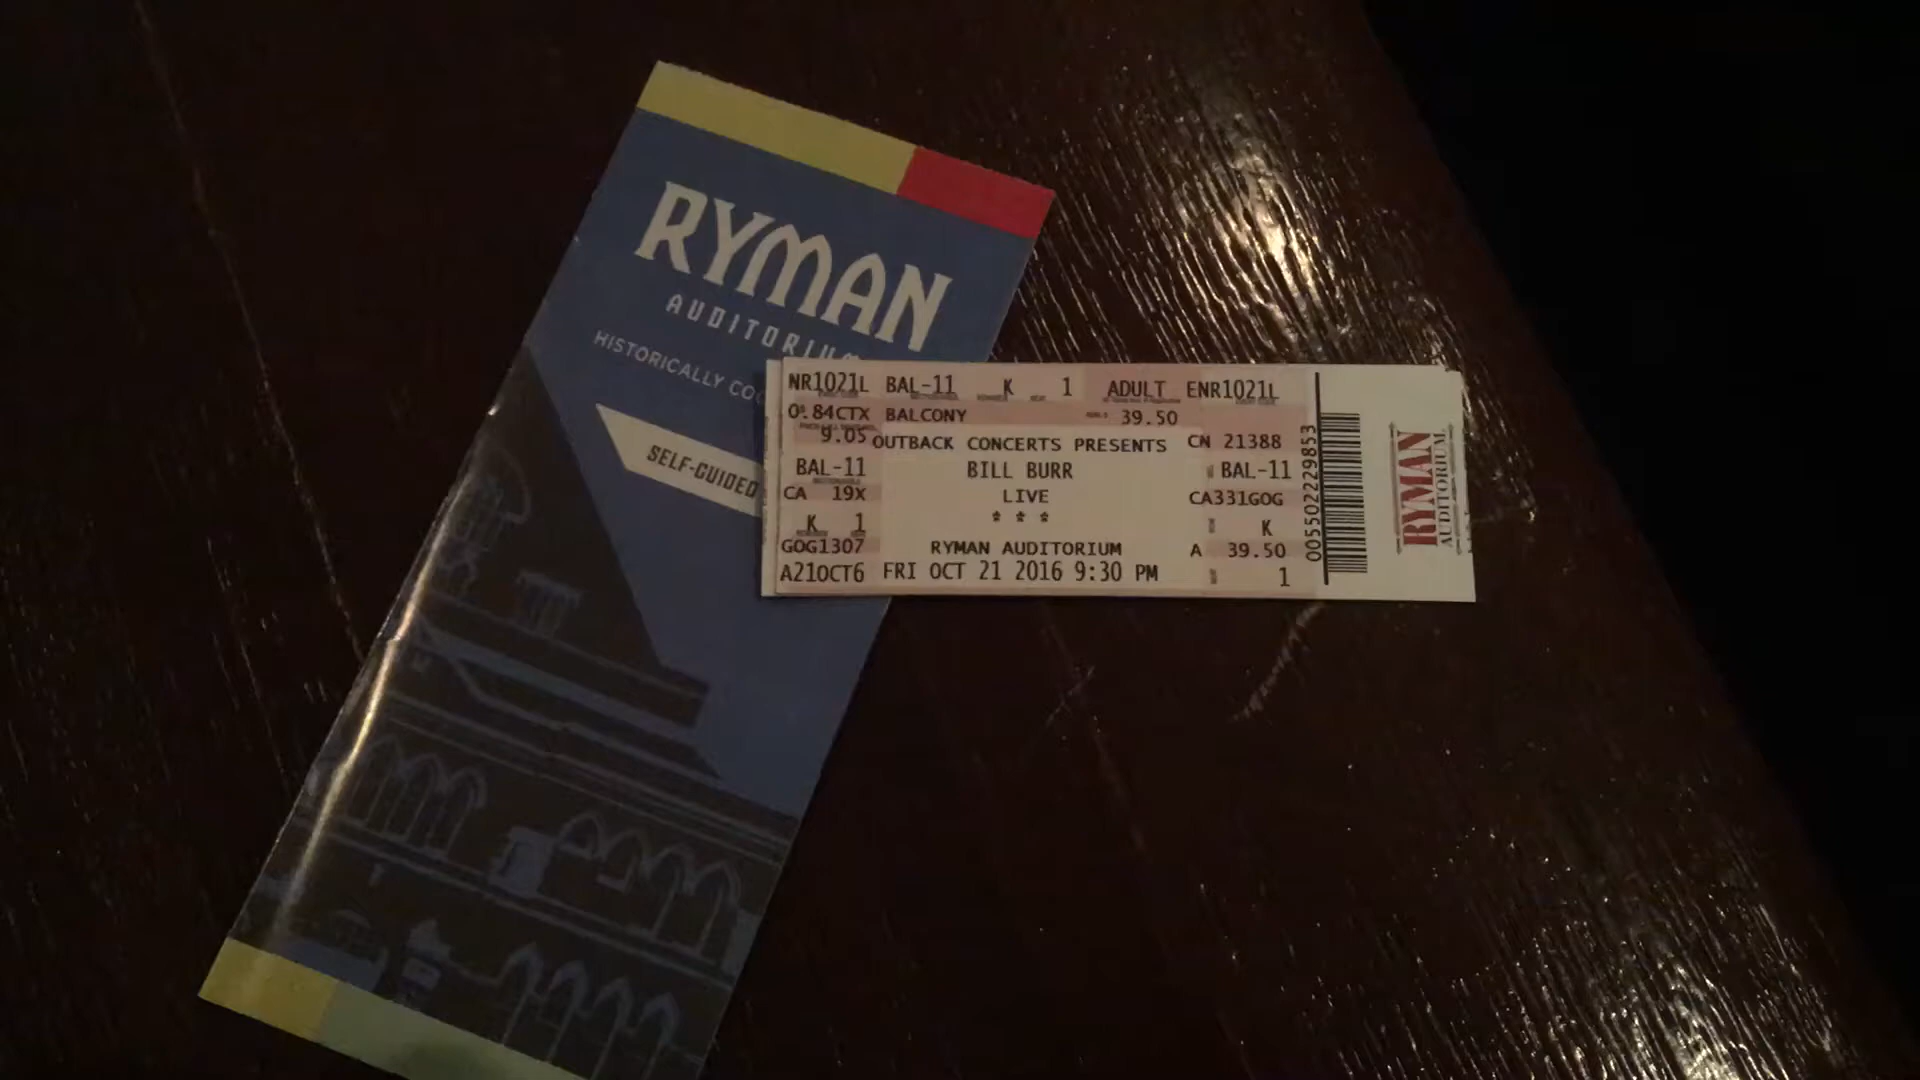 RYMAN
AUDITORIUM
HISTORICALLY
SELF-GUIDED
NR1021L BAL-11 K 1 ADULT ENR1021L
0.84CTX BALCONY 39.50
9.05 OUTBACK CONCERTS PRESENTS CN 21388
BAL-11 BILL BURR BAL-11
CA 19X LIVE CA331GOG
* * *
K 1 K
GOG1307 RYMAN AUDITORIUM A 39.50
A21OCT6 FRI OCT 21 2016 9:30 PM 1
005502229853
RYMAN
AUDITORIUM